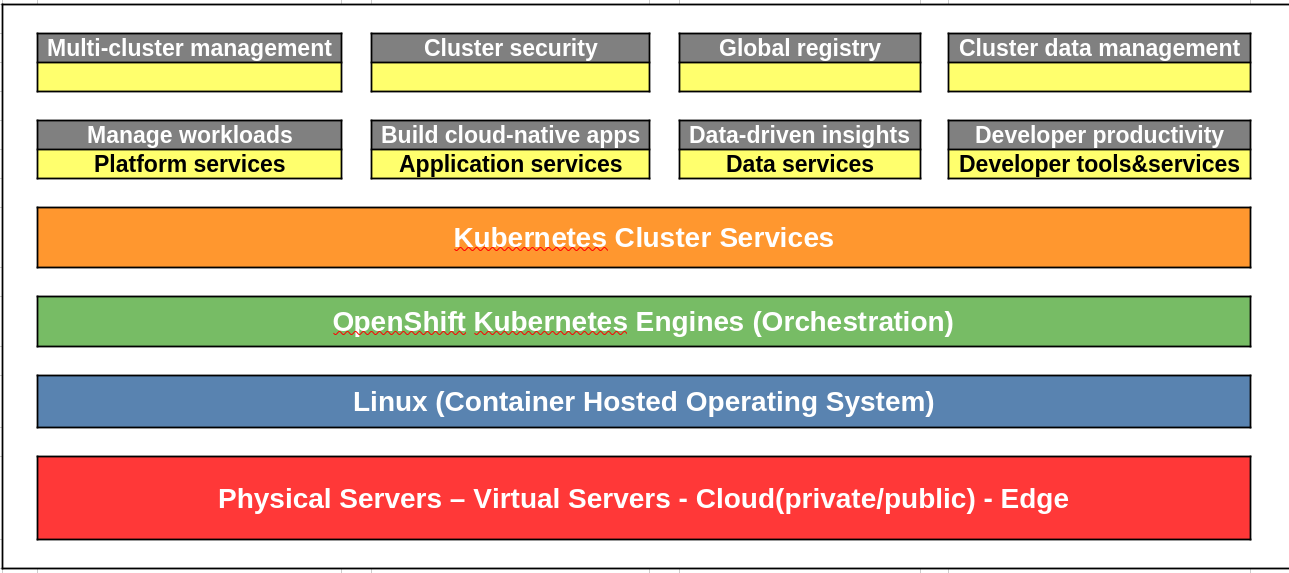 Multi-cluster management
Cluster security
Global registry
Cluster data management
Manage workloads
Build cloud-native apps
Data-driven insights
Developer productivity
Platform services
Application services
Data services
Developer tools&services
Kubernetes Cluster Services
OpenShift Kubernetes Engines (Orchestration)
Linux (Container Hosted Operating System)
Physical Servers – Virtual Servers - Cloud(private/public) - Edge